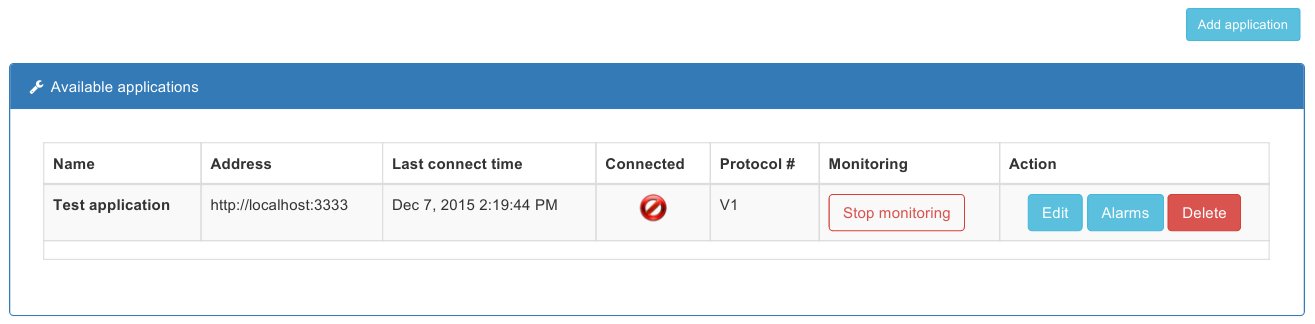 Add application
Available applications
Name Address Last connect time Connected Protocol # Monitoring Action
Test application http://localhost:3333 Dec 7, 2015 2:19:44 PM V1 Stop monitoring Edit Alarms Delete